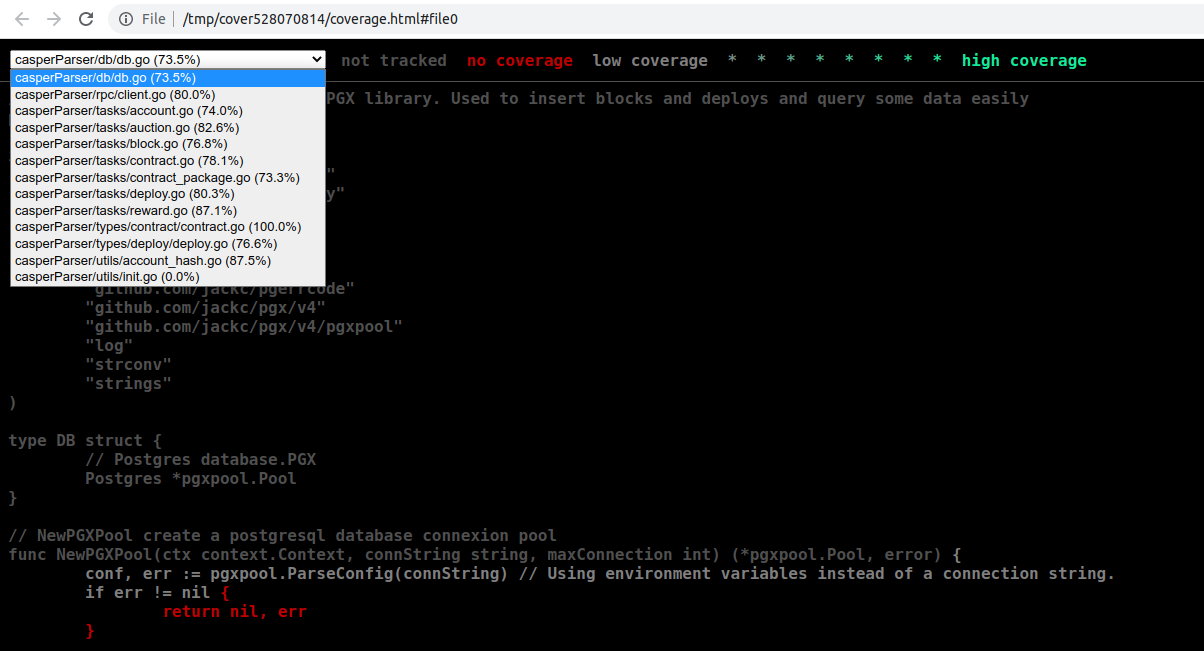 File | /tmp/cover528070814/coverage.html#file0
casperParser/db/db.go (73.5%) not tracked no coverage low coverage * * * * * * * * high coverage
casperParser/db/db.go (73.5%)
casperParser/rpc/client.go (80.0%) PGX library. Used to insert blocks and deploys and query some data easily
casperParser/tasks/account.go (74.0%)
casperParser/tasks/auction.go (82.6%)
casperParser/tasks/block.go (76.8%)
casperParser/tasks/contract.go (78.1%)
casperParser/tasks/contract_package.go (73.3%) "
casperParser/tasks/deploy.go (80.3%) y"
casperParser/tasks/reward.go (87.1%)
casperParser/types/contract/contract.go (100.0%)
casperParser/types/deploy/deploy.go (76.6%)
casperParser/utils/account_hash.go (87.5%)
casperParser/utils/init.go (0.0%)
"github.com/jackc/pgerrcode"
"github.com/jackc/pgx/v4"
"github.com/jackc/pgx/v4/pgxpool"
"log"
"strconv"
"strings"
)
type DB struct {
// Postgres database.PGX
Postgres *pgxpool.Pool
}
// NewPGXPool create a postgresql database connexion pool
func NewPGXPool(ctx context.Context, connString string, maxConnection int) (*pgxpool.Pool, error) {
conf, err := pgxpool.ParseConfig(connString) // Using environment variables instead of a connection string.
if err != nil {
return nil, err
}